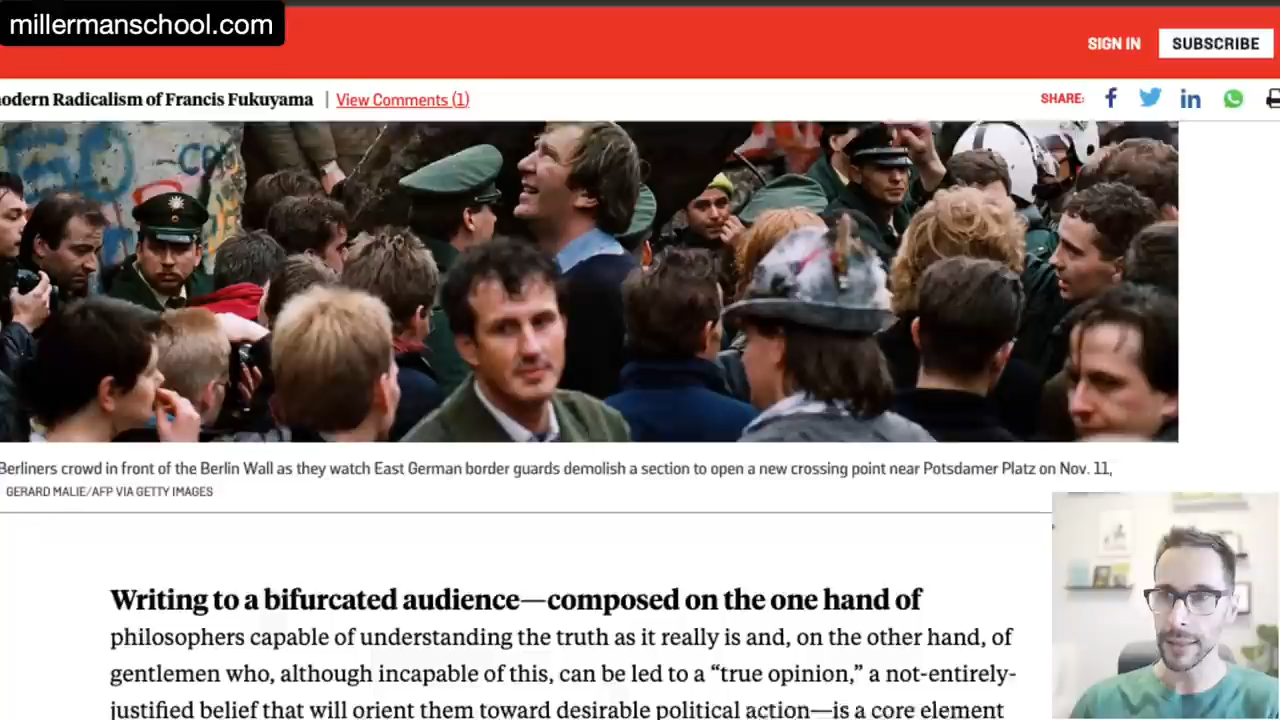 millermanschool.com
SIGN IN
SUBSCRIBE
odern Radicalism of Francis Fukuyama | View Comments (1)
SHARE:
Berliners crowd in front of the Berlin Wall as they watch East German border guards demolish a section to open a new crossing point near Potsdamer Platz on Nov. 11,
GERARD MALIE/AFP VIA GETTY IMAGES
Writing to a bifurcated audience—composed on the one hand of
philosophers capable of understanding the truth as it really is and, on the other hand, of
gentlemen who, although incapable of this, can be led to a “true opinion,” a not-entirely-
justified belief that will orient them toward desirable political action—is a core element